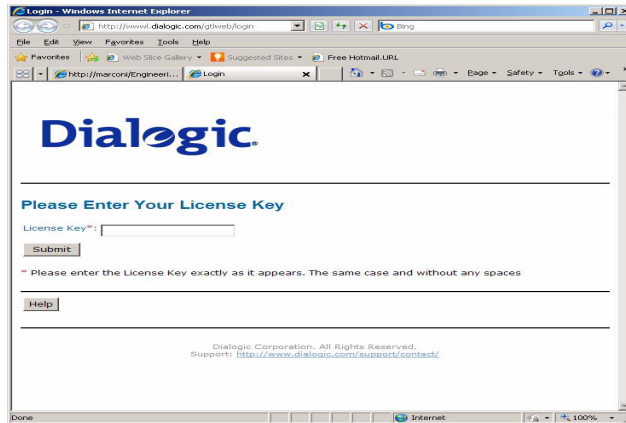 Login - Windows Internet Explorer
http://www1.dialogic.com/gtlweb/login
Bing
File Edit View Favorites Tools Help
Favorites Web Slice Gallery Suggested Sites Free Hotmail.URL
http://marconi/Engineeri... Login Page Safety Tools
Dialogic®
Please Enter Your License Key
License Key*:
Submit
* Please enter the License Key exactly as it appears. The same case and without any spaces
Help
Dialogic Corporation. All Rights Reserved.
Support: http://www.dialogic.com/support/contact/
Done Internet 100%